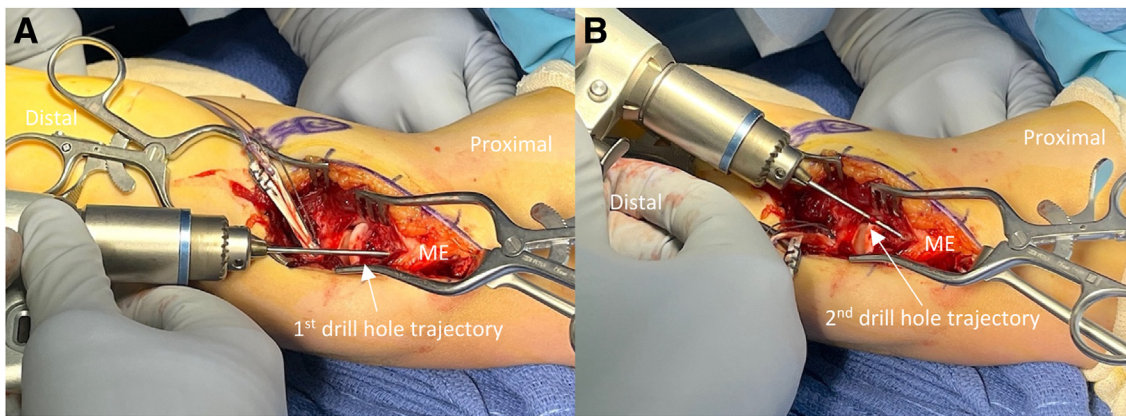 A
Distal
Proximal
ME
1st drill hole trajectory
B
Proximal
Distal
ME
2nd drill hole trajectory